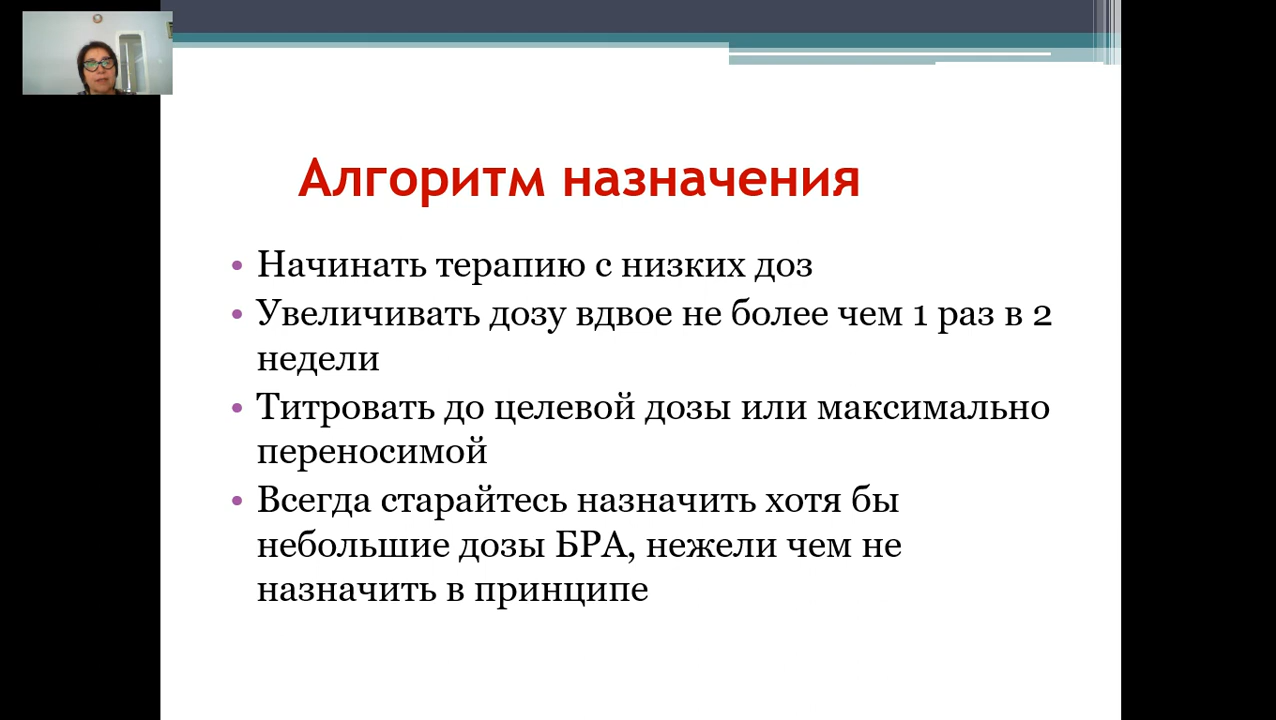 Алгоритм назначения
• Начинать терапию с низких доз
• Увеличивать дозу вдвое не более чем 1 раз в 2
недели
• Титровать до целевой дозы или максимально
переносимой
• Всегда старайтесь назначить хотя бы
небольшие дозы БРА, нежели чем не
назначить в принципе